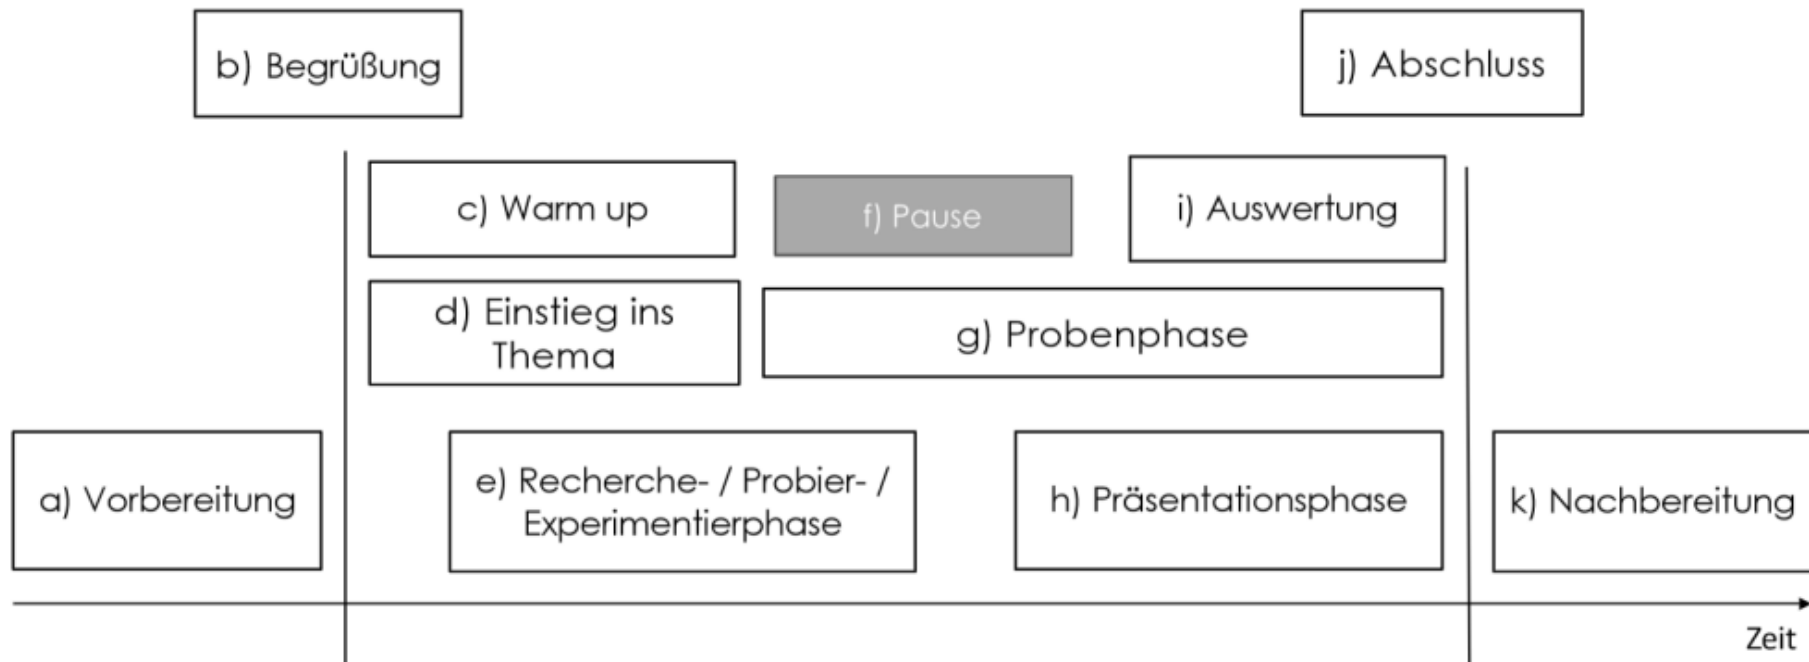 b) Begrüßung
j) Abschluss
c) Warm up
f) Pause
i) Auswertung
d) Einstieg ins
Thema
g) Probenphase
a) Vorbereitung
e) Recherche- / Probier- /
Experimentierphase
h) Präsentationsphase
k) Nachbereitung
Zeit